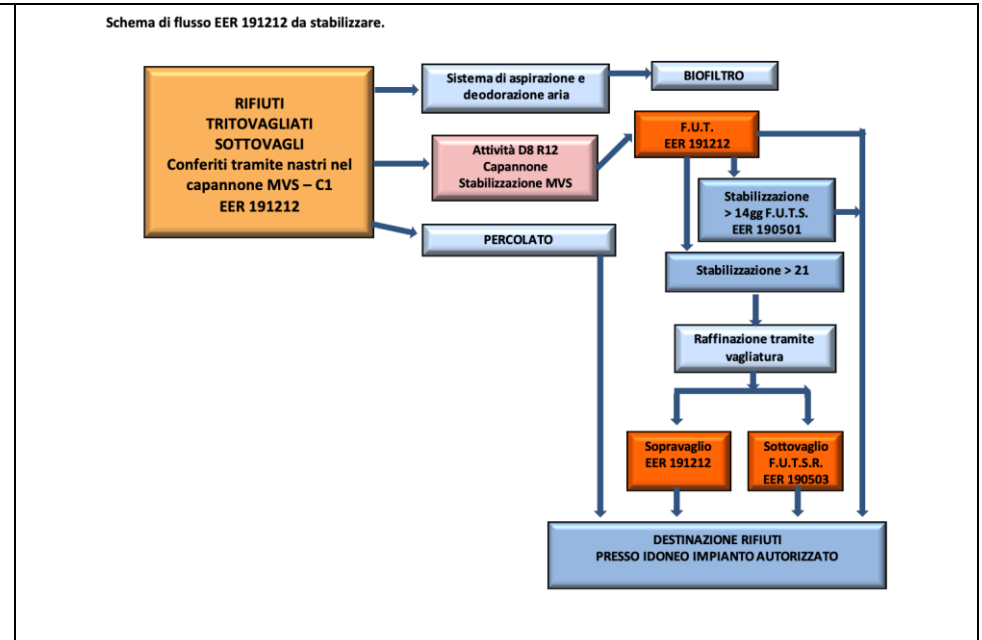 Schema di flusso EER 191212 da stabilizzare.
RIFIUTI
TRITOVAGLIATI
SOTTOVAGLI
Conferiti tramite nastri nel
capannone MVS – C1
EER 191212
Sistema di aspirazione e
deodorazione aria
BIOFILTRO
Attività D8 R12
Capannone
Stabilizzazione MVS
F.U.T.
EER 191212
Stabilizzazione
> 14gg F.U.T.S.
EER 190501
PERCOLATO
Stabilizzazione > 21
Raffinazione tramite
vagliatura
Sopravaglio
EER 191212
Sottovaglio
F.U.T.S.R.
EER 190503
DESTINAZIONE RIFIUTI
PRESSO IDONEO IMPIANTO AUTORIZZATO